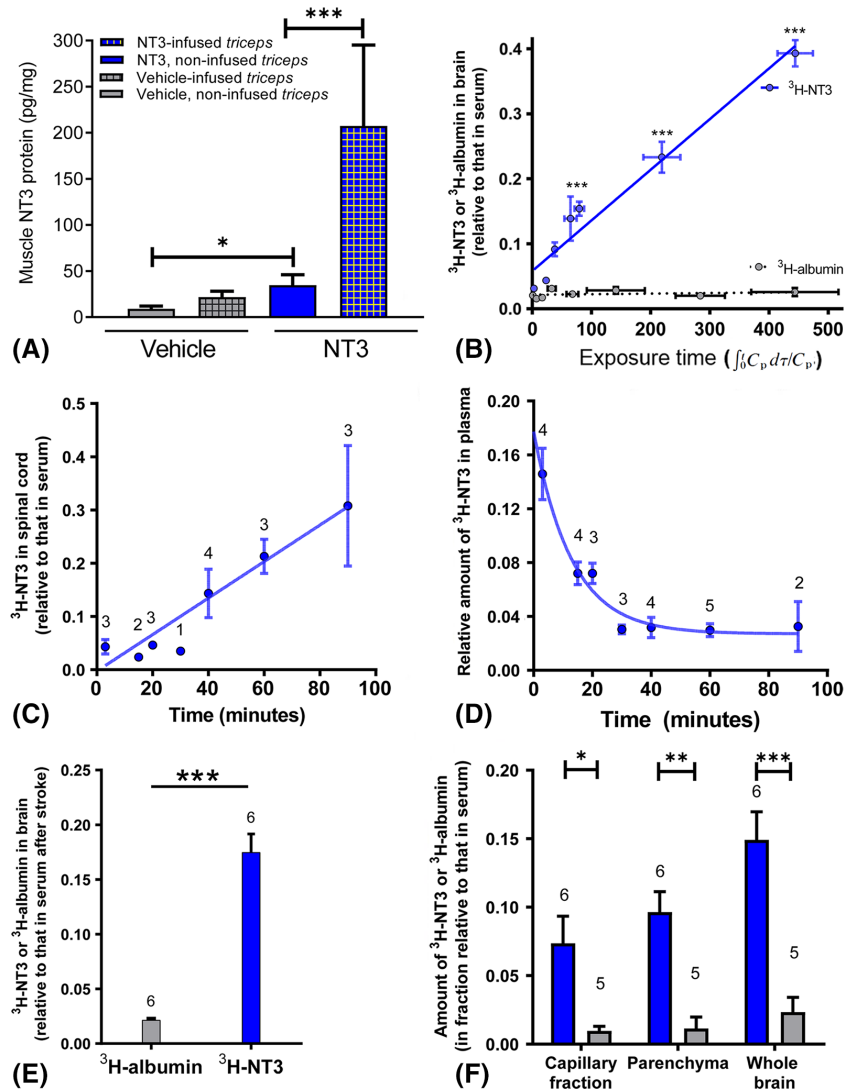 ***
300
250
200
150
100
50
0
Muscle NT3 protein (pg/mg)
NT3-infused triceps
NT3, non-infused triceps
Vehicle-infused triceps
Vehicle, non-infused triceps
*
Vehicle
NT3
(A)
0.4
0.3
0.2
0.1
0.0
³H-NT3 or ³H-albumin in brain
(relative to that in serum)
***
***
***
³H-NT3
³H-albumin
0 100 200 300 400 500
Exposure time (∫₀ᵗCₚ dτ/Cₚ,)
(B)
0.5
0.4
0.3
0.2
0.1
0.0
³H-NT3 in spinal cord
(relative to that in serum)
3
2
3
1
4
3
3
0 20 40 60 80 100
Time (minutes)
(C)
0.20
0.16
0.12
0.08
0.04
0.00
Relative amount of ³H-NT3 in plasma
4
4
3
3
4
5
2
0 20 40 60 80 100
Time (minutes)
(D)
0.25
0.20
0.15
0.10
0.05
0.00
³H-NT3 or ³H-albumin in brain
(relative to that in serum after stroke)
***
6
6
³H-albumin ³H-NT3
(E)
0.20
0.15
0.10
0.05
0.00
Amount of ³H-NT3 or ³H-albumin
(in fraction relative to that in serum)
*
**
***
6
5
6
5
6
5
Capillary
fraction
Parenchyma
Whole
brain
(F)